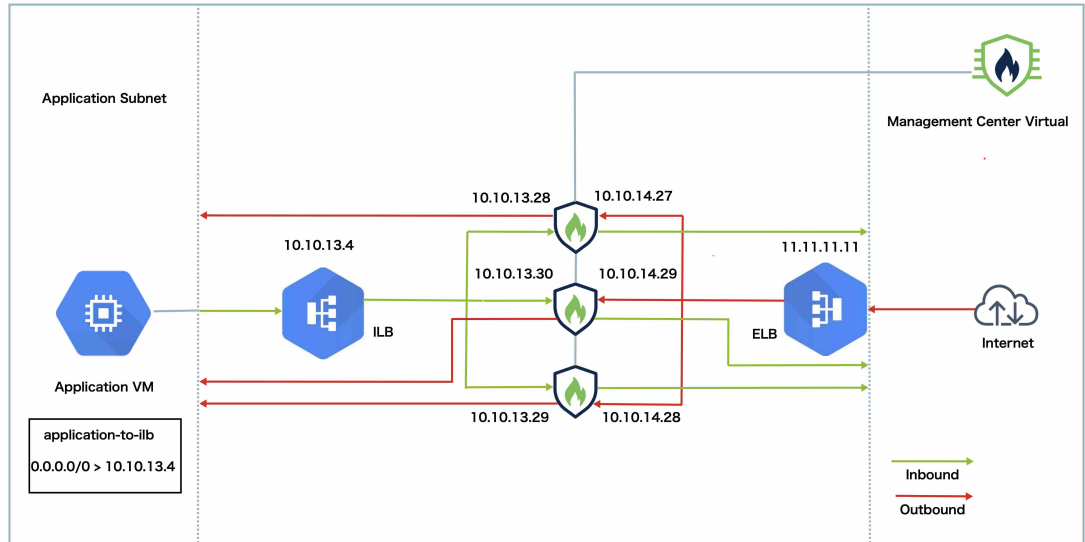 Application Subnet
Management Center Virtual
10.10.13.28
10.10.14.27
10.10.13.4
11.11.11.11
10.10.13.30
10.10.14.29
ILB
ELB
Internet
Application VM
10.10.13.29
10.10.14.28
application-to-ilb
0.0.0.0/0 > 10.10.13.4
Inbound
Outbound